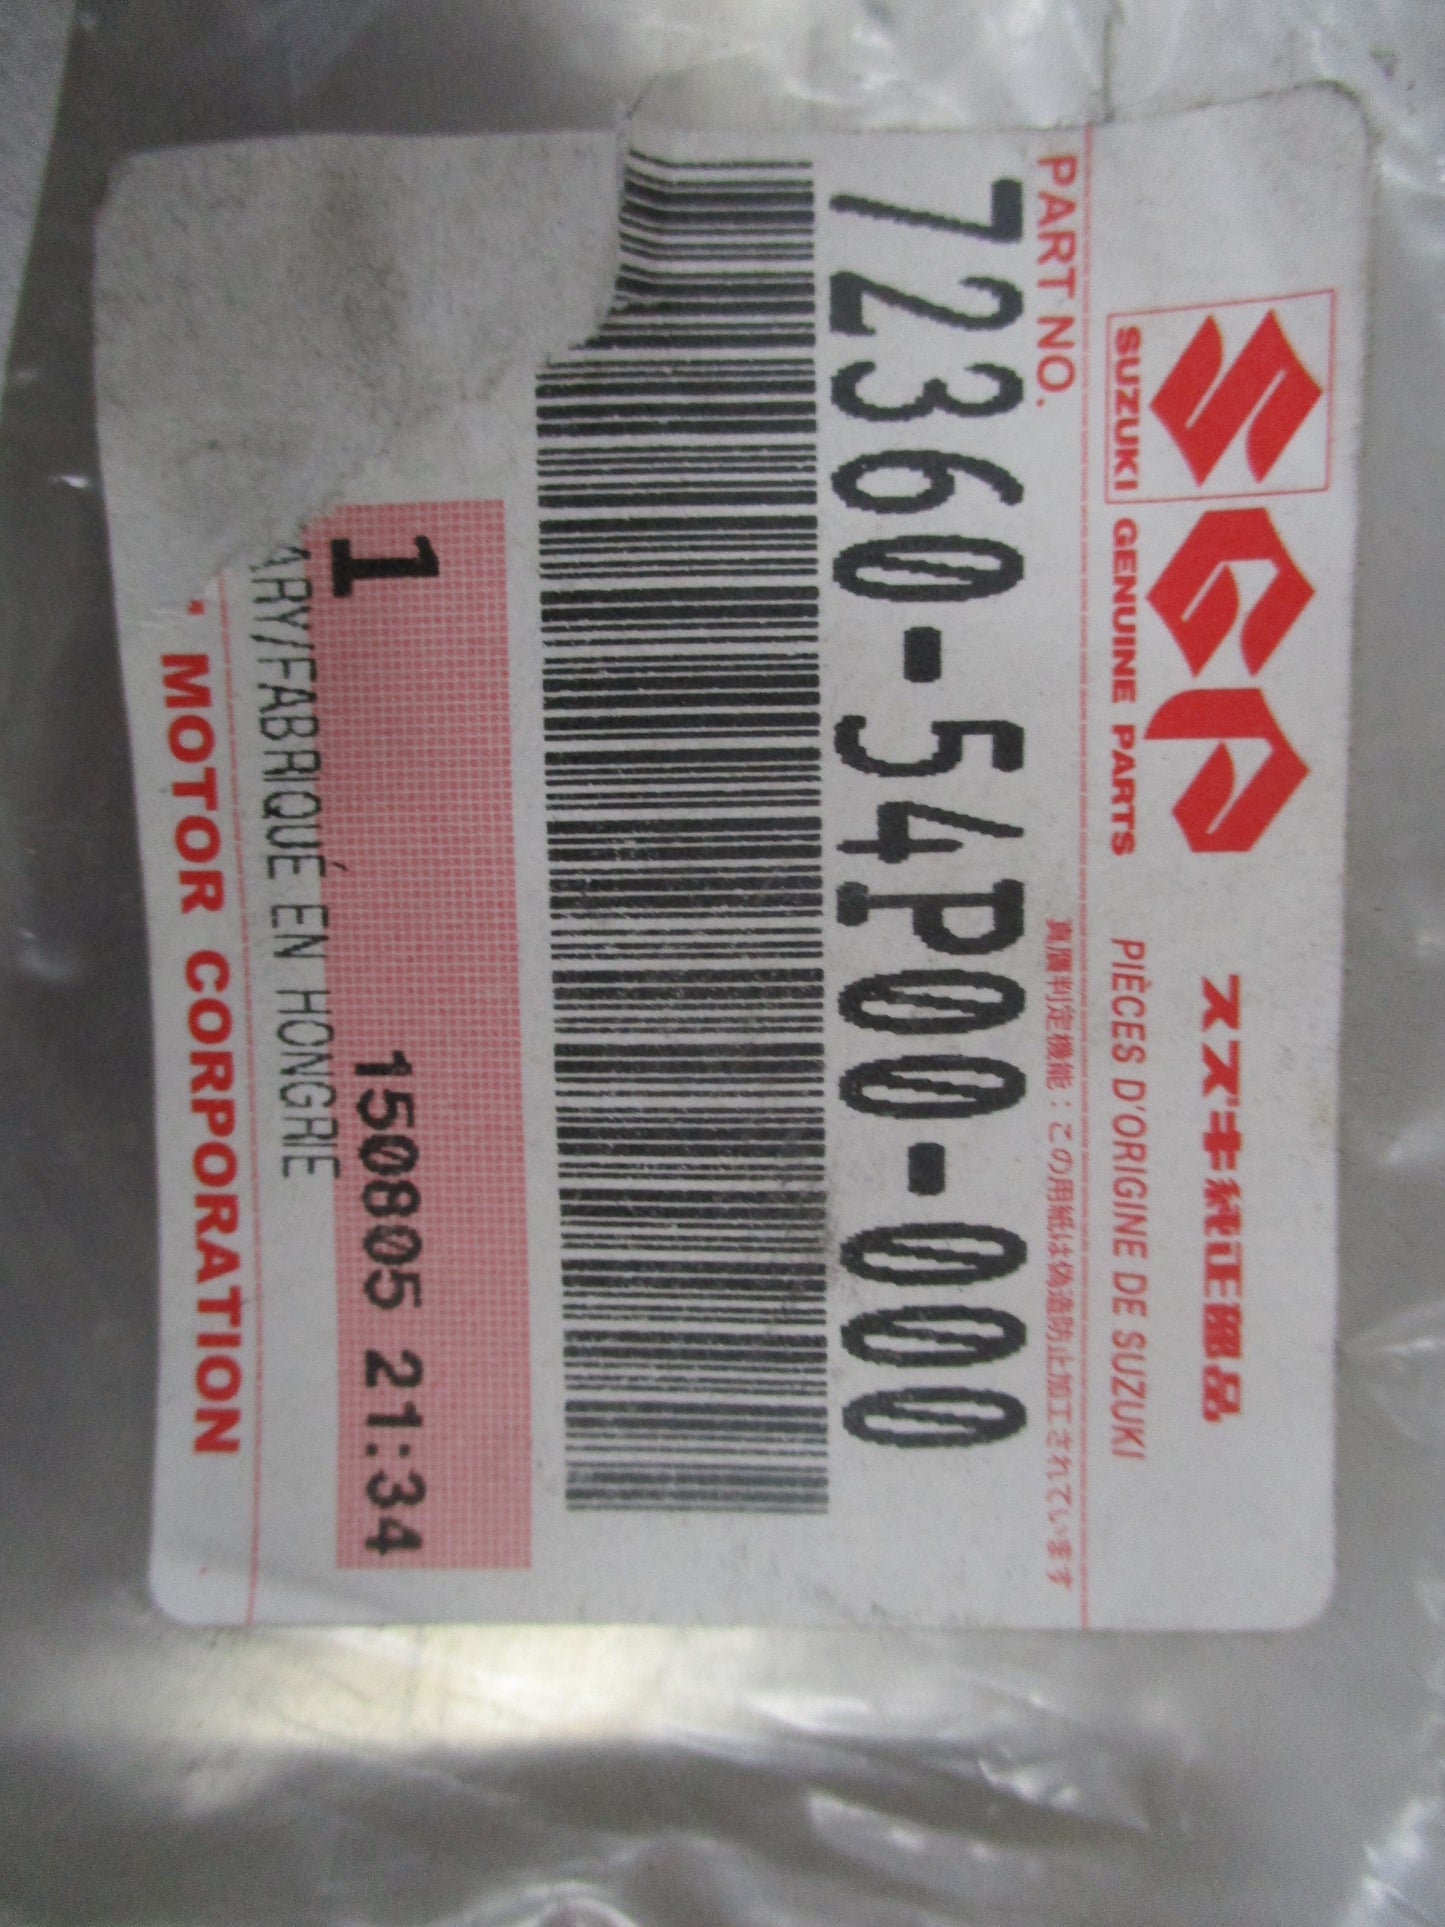 SUZUKI GENUINE PARTS
スズキ純正部品
PIÈCES D'ORIGINE DE SUZUKI
PART NO.
真贋判定機能：この用紙は偽造防止加工されています
72360-54P00-000
1
150805 21:34
ARY/FABRIQUÉ EN HONGRIE
MOTOR CORPORATION